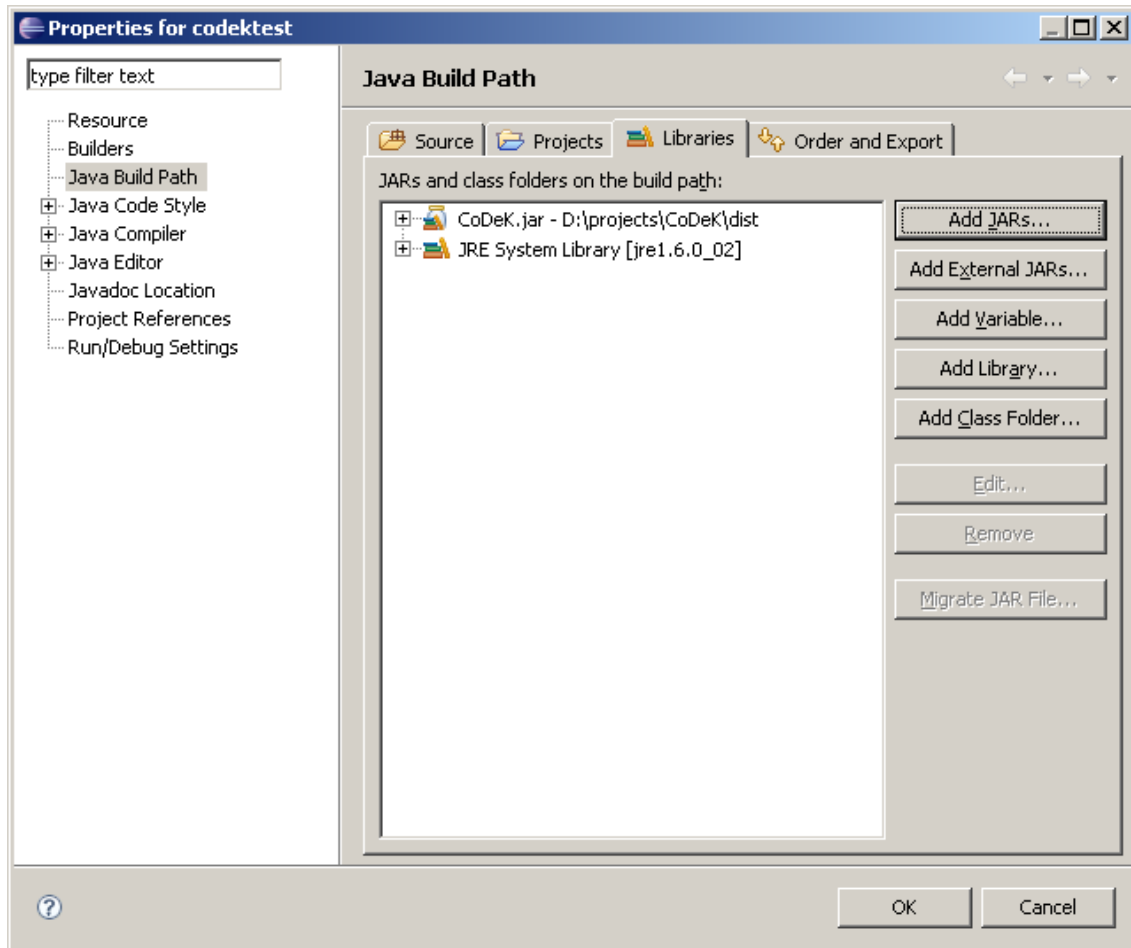 Properties for codektest
type filter text
Resource
Builders
Java Build Path
Java Code Style
Java Compiler
Java Editor
Javadoc Location
Project References
Run/Debug Settings
Java Build Path
Source Projects Libraries Order and Export
JARs and class folders on the build path:
CoDeK.jar - D:\projects\CoDeK\dist
JRE System Library [jre1.6.0_02]
Add JARs...
Add External JARs...
Add Variable...
Add Library...
Add Class Folder...
Edit...
Remove
Migrate JAR File...
OK Cancel